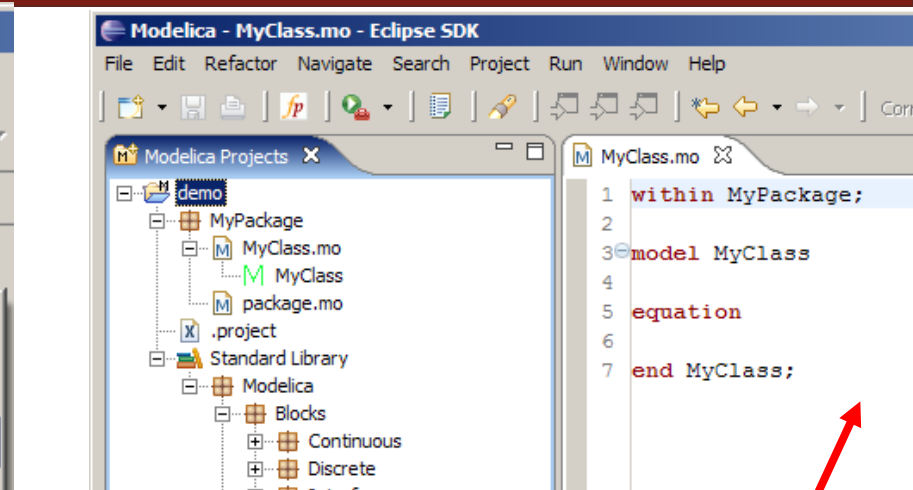 Modelica - MyClass.mo - Eclipse SDK
File Edit Refactor Navigate Search Project Run Window Help
Modelica Projects
demo
MyPackage
MyClass.mo
MyClass
package.mo
.project
Standard Library
Modelica
Blocks
Continuous
Discrete
MyClass.mo
1 within MyPackage;
2
3 model MyClass
4
5 equation
6
7 end MyClass;